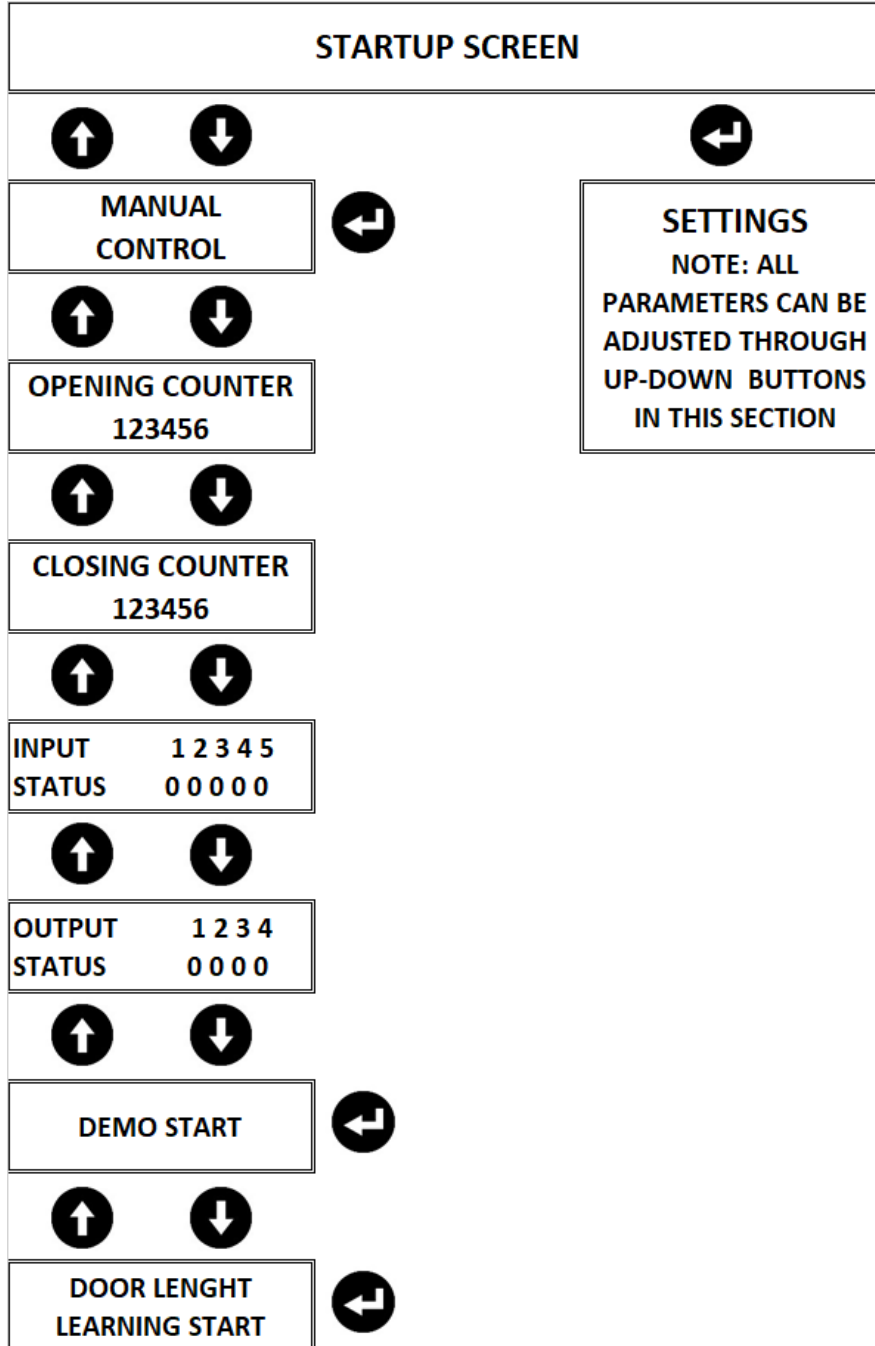 STARTUP SCREEN
MANUAL
CONTROL
SETTINGS
NOTE: ALL
PARAMETERS CAN BE
ADJUSTED THROUGH
UP-DOWN BUTTONS
IN THIS SECTION
OPENING COUNTER
123456
CLOSING COUNTER
123456
INPUT 1 2 3 4 5
STATUS 0 0 0 0 0
OUTPUT 1 2 3 4
STATUS 0 0 0 0
DEMO START
DOOR LENGHT
LEARNING START